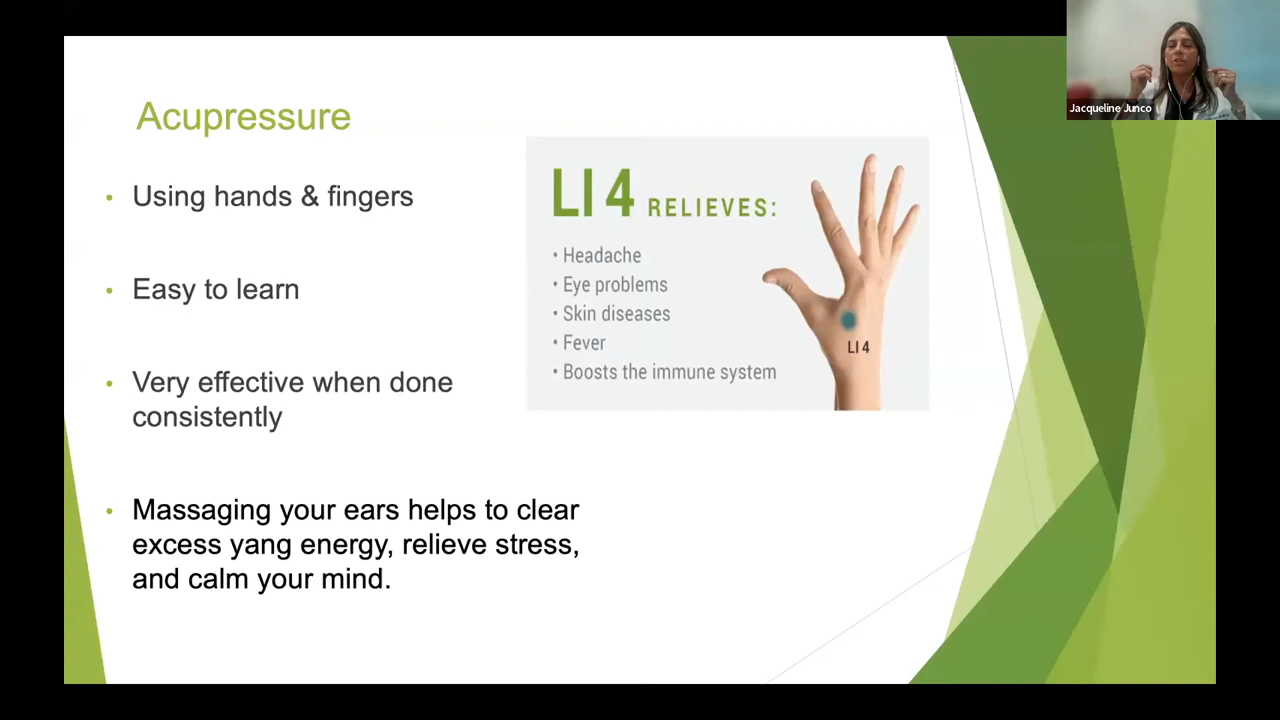 Acupressure
• Using hands & fingers
• Easy to learn
• Very effective when done
consistently
• Massaging your ears helps to clear
excess yang energy, relieve stress,
and calm your mind.
LI 4 RELIEVES:
• Headache
• Eye problems
• Skin diseases
• Fever
• Boosts the immune system
LI 4
Jacqueline Junco